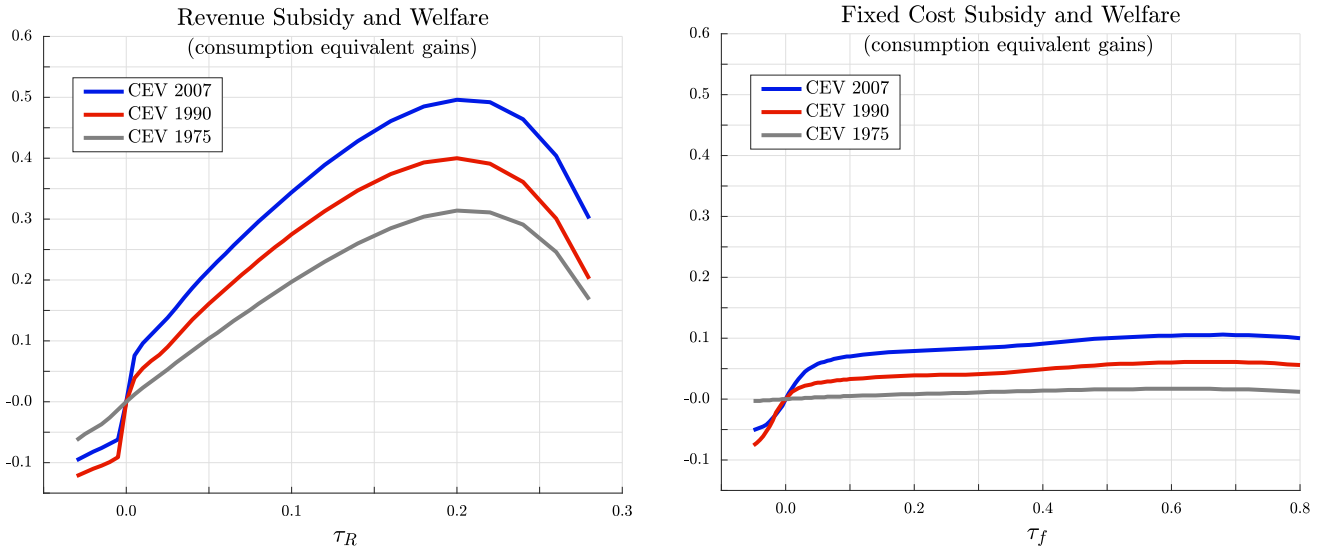 Revenue Subsidy and Welfare
(consumption equivalent gains)
0.6
0.5
0.4
0.3
0.2
0.1
-0.0
-0.1
CEV 2007
CEV 1990
CEV 1975
0.0
0.1
0.2
0.3
τ_R
Fixed Cost Subsidy and Welfare
(consumption equivalent gains)
0.6
0.5
0.4
0.3
0.2
0.1
-0.0
-0.1
CEV 2007
CEV 1990
CEV 1975
0.0
0.2
0.4
0.6
0.8
τ_f